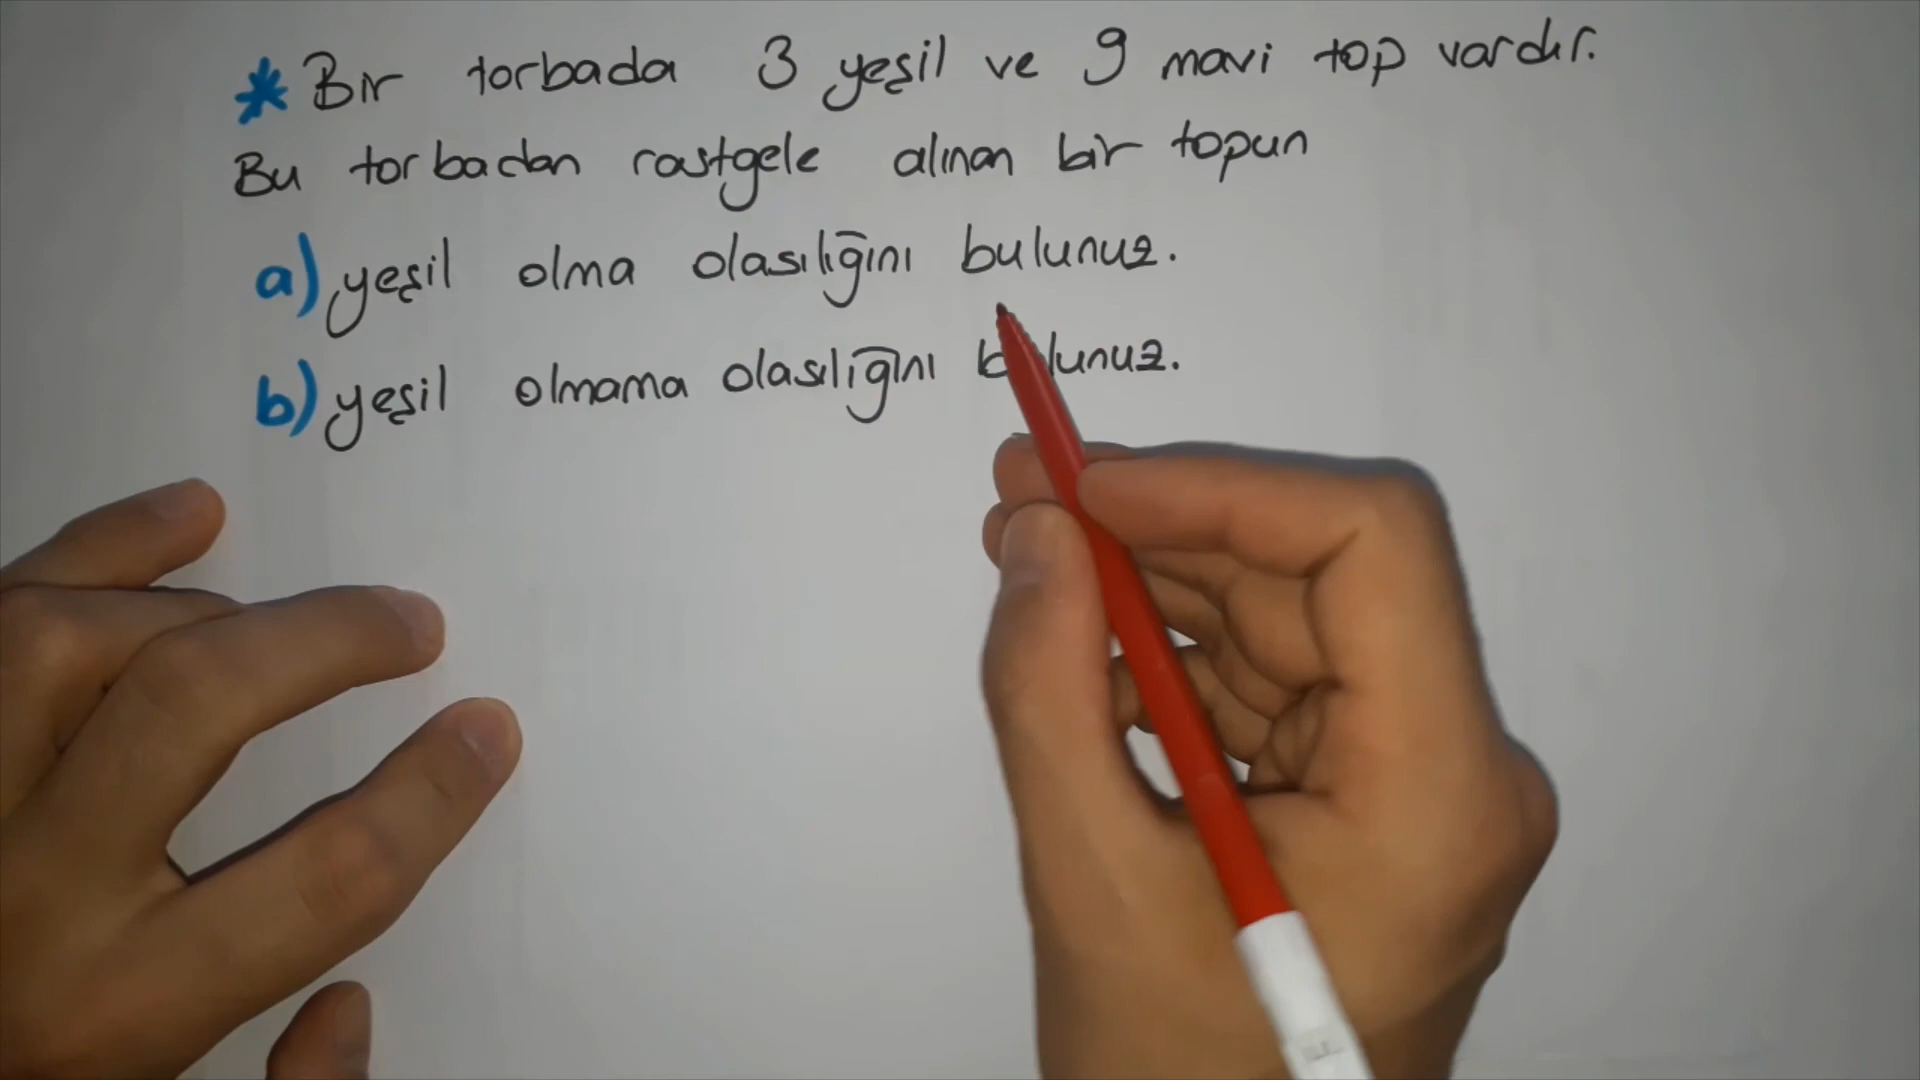 * Bir torbada 3 yeşil ve 9 mavi top vardır.
Bu torbadan rastgele alınan bir topun
a) yeşil olma olasılığını bulunuz.
b) yeşil olmama olasılığını bulunuz.